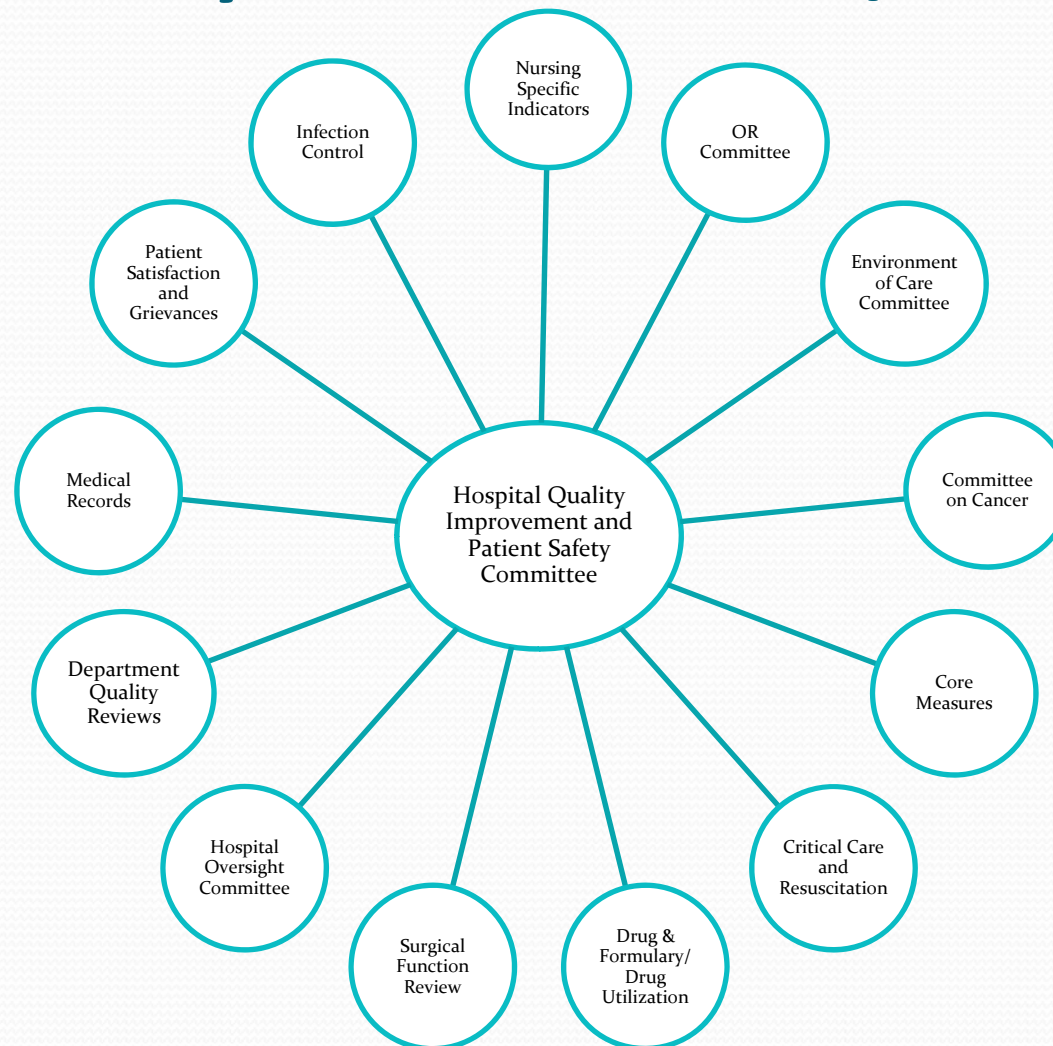 Nursing
Specific
Indicators
OR
Committee
Environment
of Care
Committee
Committee
on Cancer
Core
Measures
Critical Care
and
Resuscitation
Drug &
Formulary/
Drug
Utilization
Surgical
Function
Review
Hospital
Oversight
Committee
Department
Quality
Reviews
Medical
Records
Patient
Satisfaction
and
Grievances
Infection
Control
Hospital Quality
Improvement and
Patient Safety
Committee